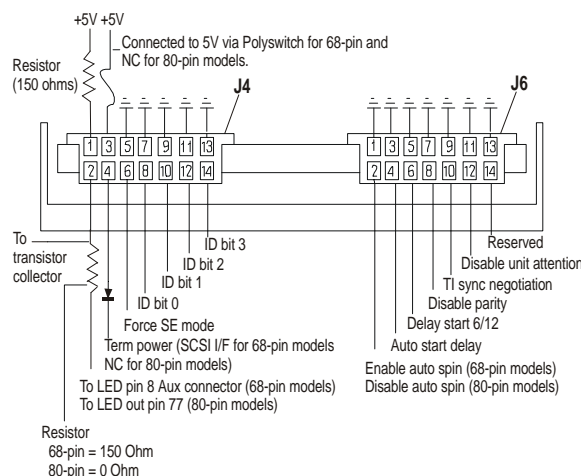 +5V +5V
Connected to 5V via Polyswitch for 68-pin and
NC for 80-pin models.
Resistor
(150 ohms)
J4
J6
1 3 5 7 9 11 13
2 4 6 8 10 12 14
1 3 5 7 9 11 13
2 4 6 8 10 12 14
To
transistor
collector
ID bit 3
ID bit 2
ID bit 1
ID bit 0
Force SE mode
Term power (SCSI I/F for 68-pin models
NC for 80-pin models)
To LED pin 8 Aux connector (68-pin models)
To LED out pin 77 (80-pin models)
Resistor
68-pin = 150 Ohm
80-pin = 0 Ohm
Reserved
Disable unit attention
TI sync negotiation
Disable parity
Delay start 6/12
Auto start delay
Enable auto spin (68-pin models)
Disable auto spin (80-pin models)